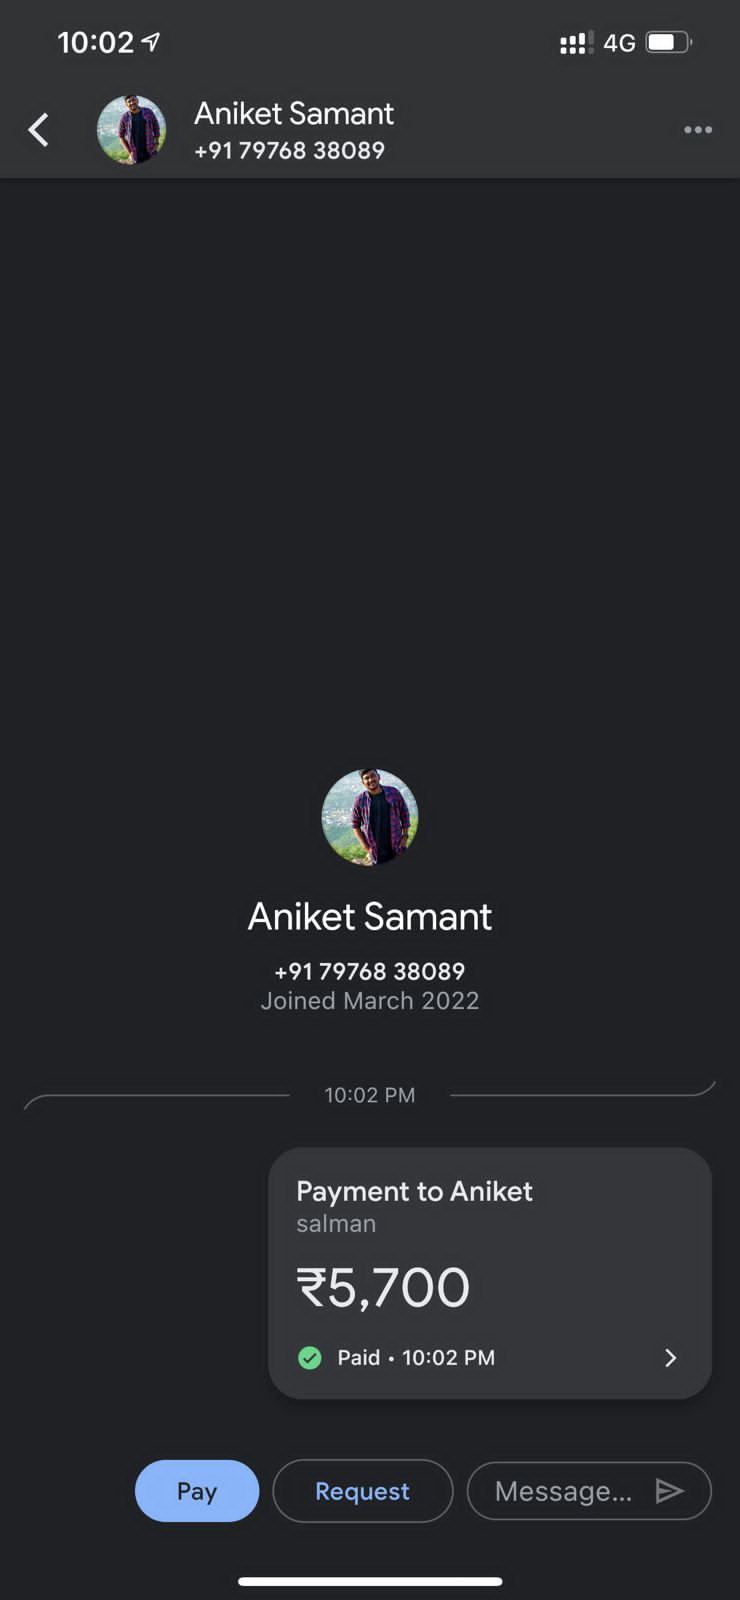 10:02 4G
Aniket Samant
+91 79768 38089
Aniket Samant
+91 79768 38089
Joined March 2022
10:02 PM
Payment to Aniket
salman
₹5,700
Paid • 10:02 PM
Pay Request Message...